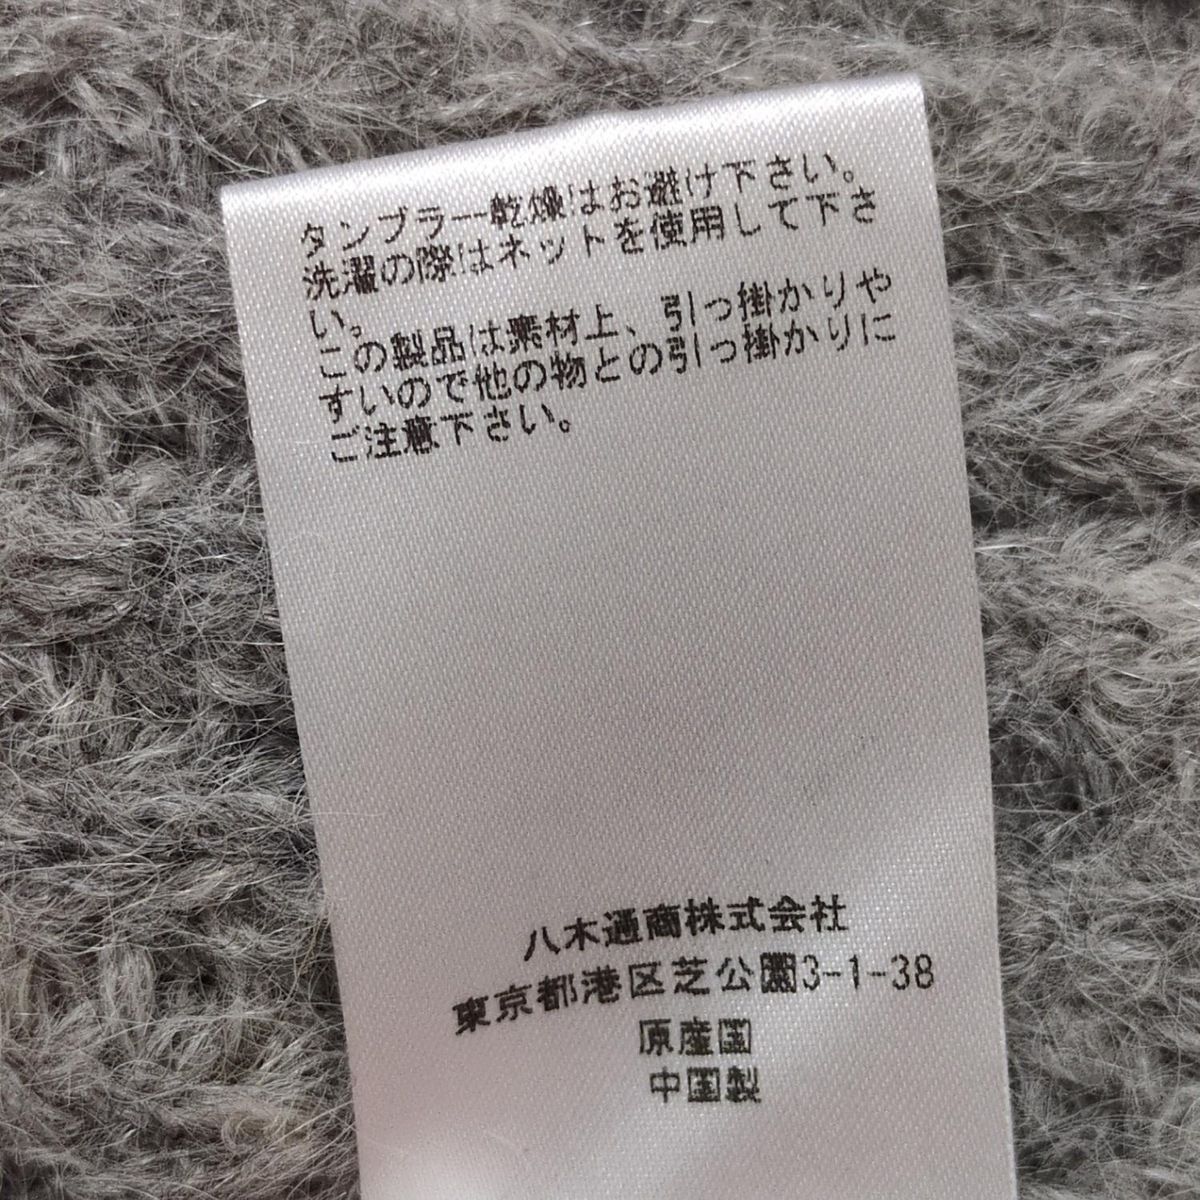 タンブラー乾燥はお避け下さい。
洗濯の際はネットを使用して下さ
い。
この製品は素材上、引っ掛かりや
すいので他の物との引っ掛かりに
ご注意下さい。
八木通商株式会社
東京都港区芝公園3-1-38
原産国
中国製